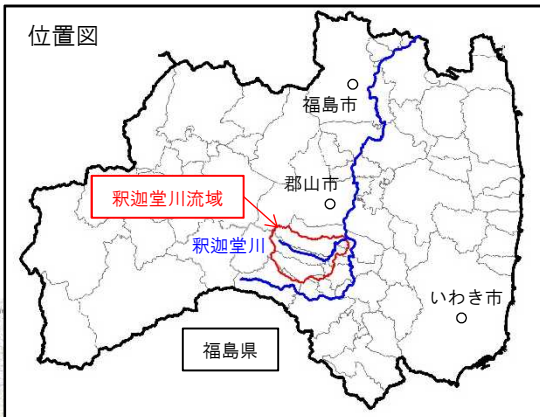 位置図
福島市
郡山市
釈迦堂川流域
釈迦堂川
いわき市
福島県